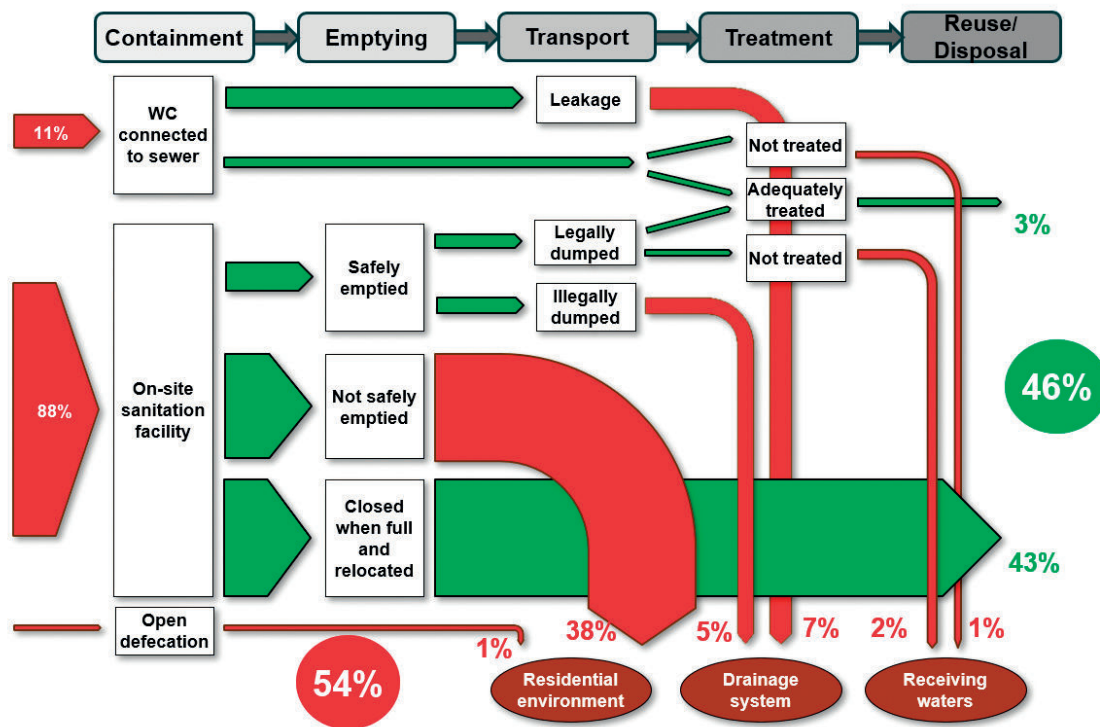 Containment
Emptying
Transport
Treatment
Reuse/
Disposal
11%
WC
connected
to sewer
Leakage
Not treated
Adequately
treated
3%
Legally
dumped
Not treated
Safely
emptied
Illegally
dumped
88%
On-site
sanitation
facility
Not safely
emptied
46%
Closed
when full
and
relocated
43%
Open
defecation
54%
1%
38%
5%
7%
2%
1%
Residential
environment
Drainage
system
Receiving
waters